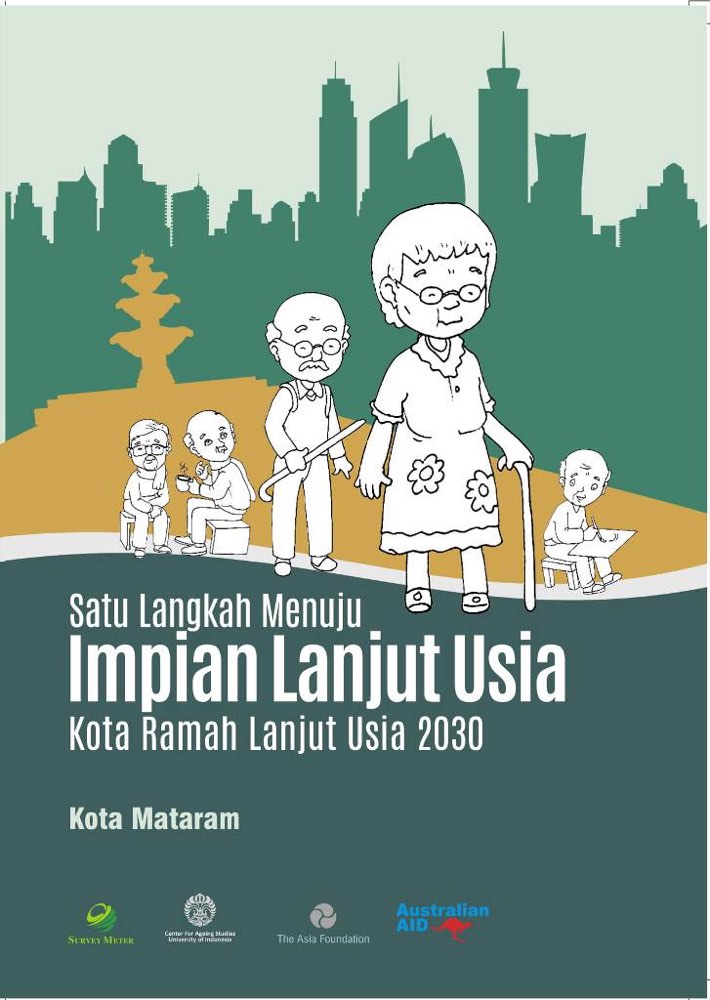 Satu Langkah Menuju
Impian Lanjut Usia
Kota Ramah Lanjut Usia 2030
Kota Mataram
SURVEY METER
Center For Ageing Studies
University of Indonesia
The Asia Foundation
Australian
AID